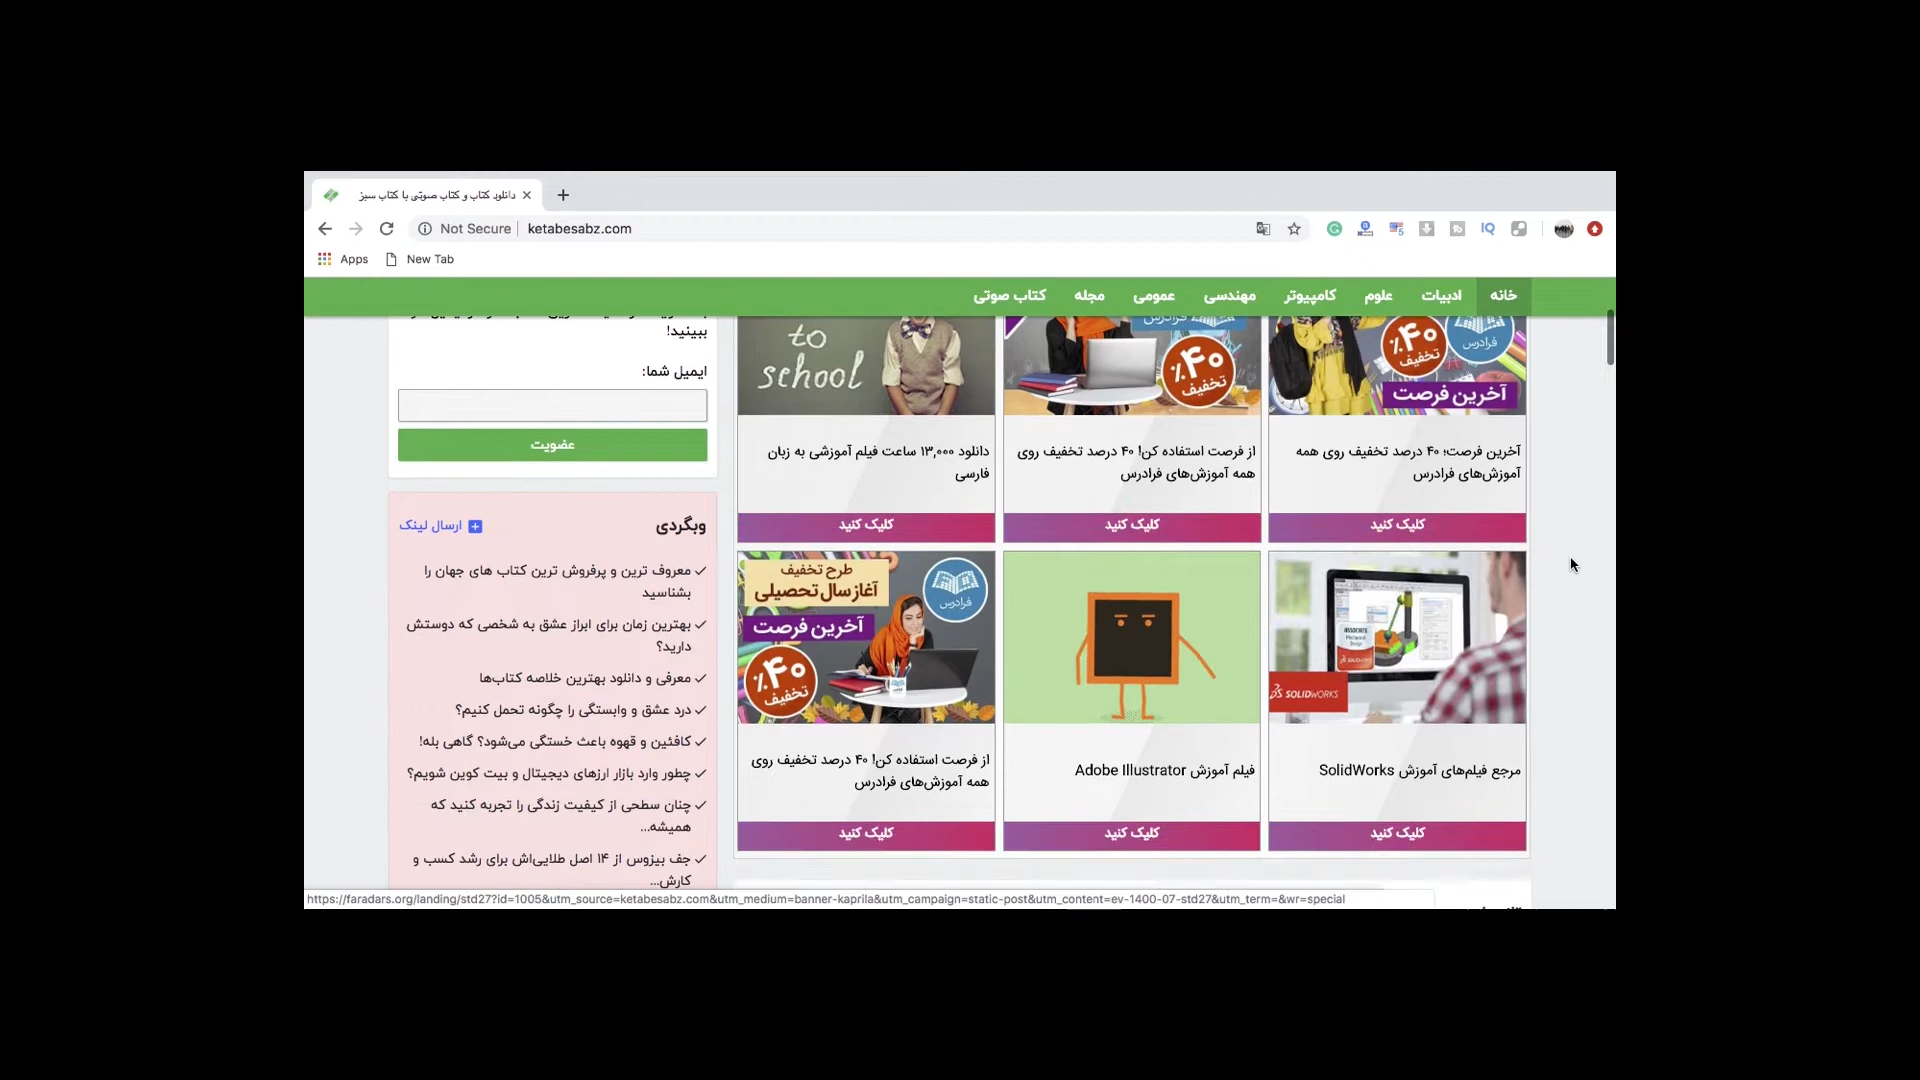 دانلود کتاب و کتاب صوتی با کتاب سبز
Not Secure
ketabesabz.com
IQ
Apps
New Tab
خانه
ادبیات
علوم
کامپیوتر
مهندسی
عمومی
مجله
کتاب صوتی
ببینید!
ایمیل شما:
عضویت
وبگردی
ارسال لینک
معروف ترین و پرفروش ترین کتاب های جهان را
بشناسید
بهترین زمان برای ابراز عشق به شخصی که دوستش
دارید؟
معرفی و دانلود بهترین خلاصه کتاب‌ها
درد عشق و وابستگی را چگونه تحمل کنیم؟
کافئین و قهوه باعث خستگی می‌شود؟ گاهی بله!
چطور وارد بازار ارزهای دیجیتال و بیت کوین شویم؟
چنان سطحی از کیفیت زندگی را تجربه کنید که
همیشه...
جف بیزوس از ۱۴ اصل طلایی‌اش برای رشد کسب و
کارش...
فرادرس
۴۰٪
تخفیف
آخرین فرصت
آخرین فرصت؛ ۴۰ درصد تخفیف روی همه
آموزش‌های فرادرس
کلیک کنید
فرادرس
۴۰٪
تخفیف
از فرصت استفاده کن! ۴۰ درصد تخفیف روی
همه آموزش‌های فرادرس
کلیک کنید
to
school
دانلود ۱۳,۰۰۰ ساعت فیلم آموزشی به زبان
فارسی
کلیک کنید
SOLIDWORKS
مرجع فیلم‌های آموزش SolidWorks
کلیک کنید
فیلم آموزش Adobe Illustrator
کلیک کنید
طرح تخفیف
آغاز سال تحصیلی
فرادرس
آخرین فرصت
۴۰٪
تخفیف
از فرصت استفاده کن! ۴۰ درصد تخفیف روی
همه آموزش‌های فرادرس
کلیک کنید
https://faradars.org/landing/std27?id=1005&utm_source=ketabesabz.com&utm_medium=banner-kaprila&utm_campaign=static-post&utm_content=ev-1400-07-std27&utm_term=&wr=special